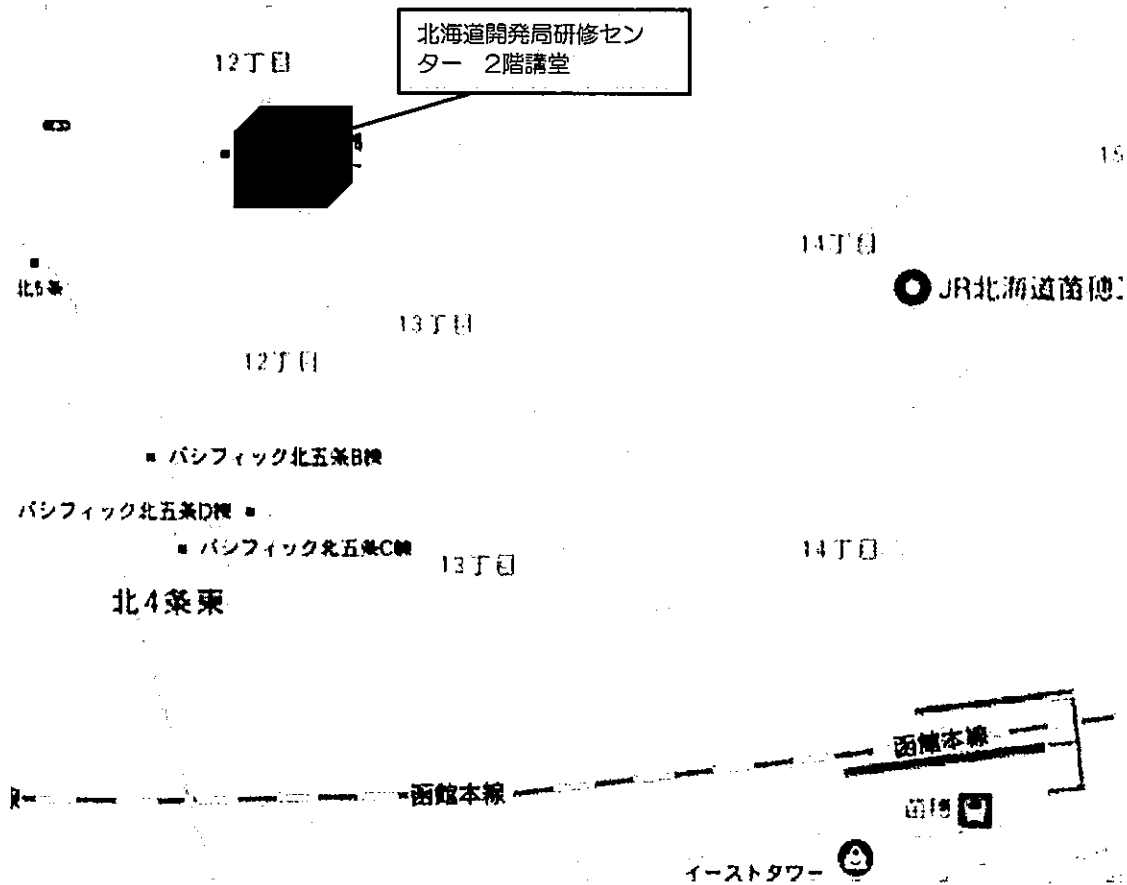 北海道開発局研修セン
ター 2階講堂
12丁目
14丁目
JR北海道苗穂
13丁目
12丁目
パシフィック北五条B棟
パシフィック北五条D棟
パシフィック北五条C棟
13丁目
14丁目
北4条東
函館本線
函館本線
苗穂
イーストタワー